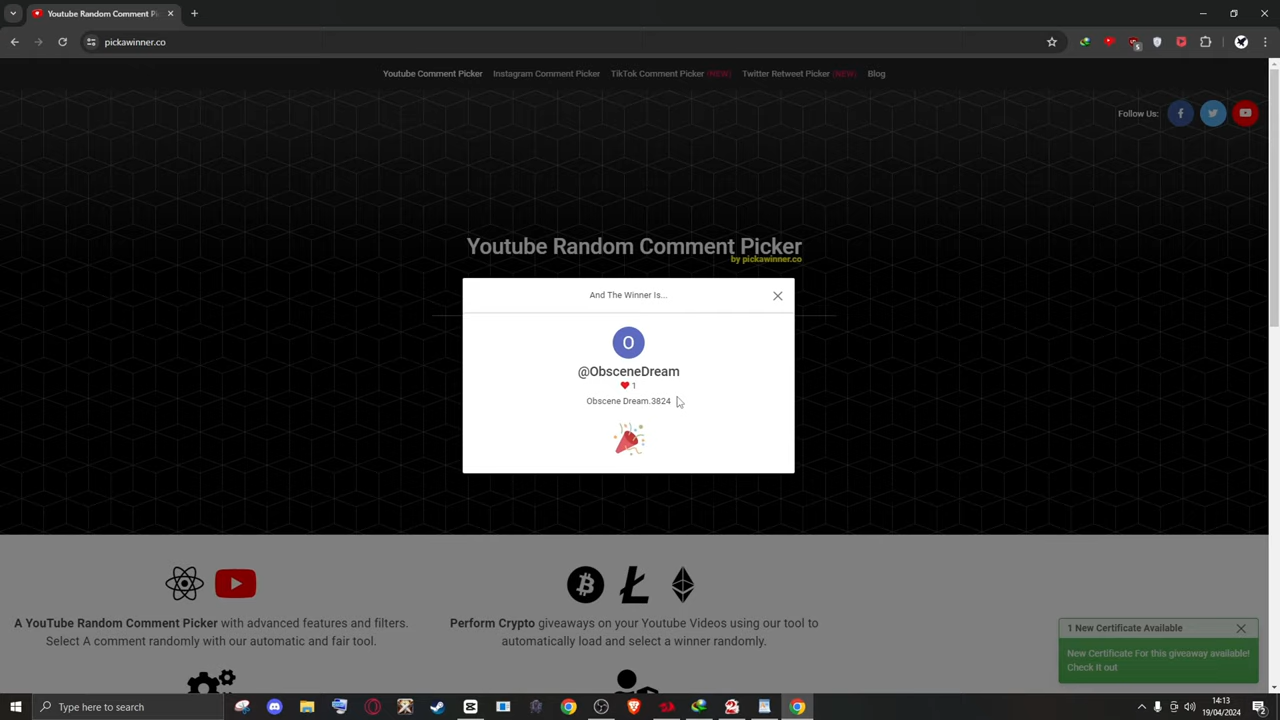 Youtube Random Comment Pi
pickawinner.co
Youtube Comment Picker Instagram Comment Picker TikTok Comment Picker (NEW) Twitter Retweet Picker (NEW) Blog
Follow Us:
Youtube Random Comment Picker
by pickawinner.co
And The Winner Is...
O
@ObsceneDream
1
Obscene Dream.3824
A YouTube Random Comment Picker with advanced features and filters.
Select A comment randomly with our automatic and fair tool.
Perform Crypto giveaways on your Youtube Videos using our tool to
automatically load and select a winner randomly.
1 New Certificate Available
New Certificate For this giveaway available!
Check It out
Type here to search
14:13
19/04/2024
2